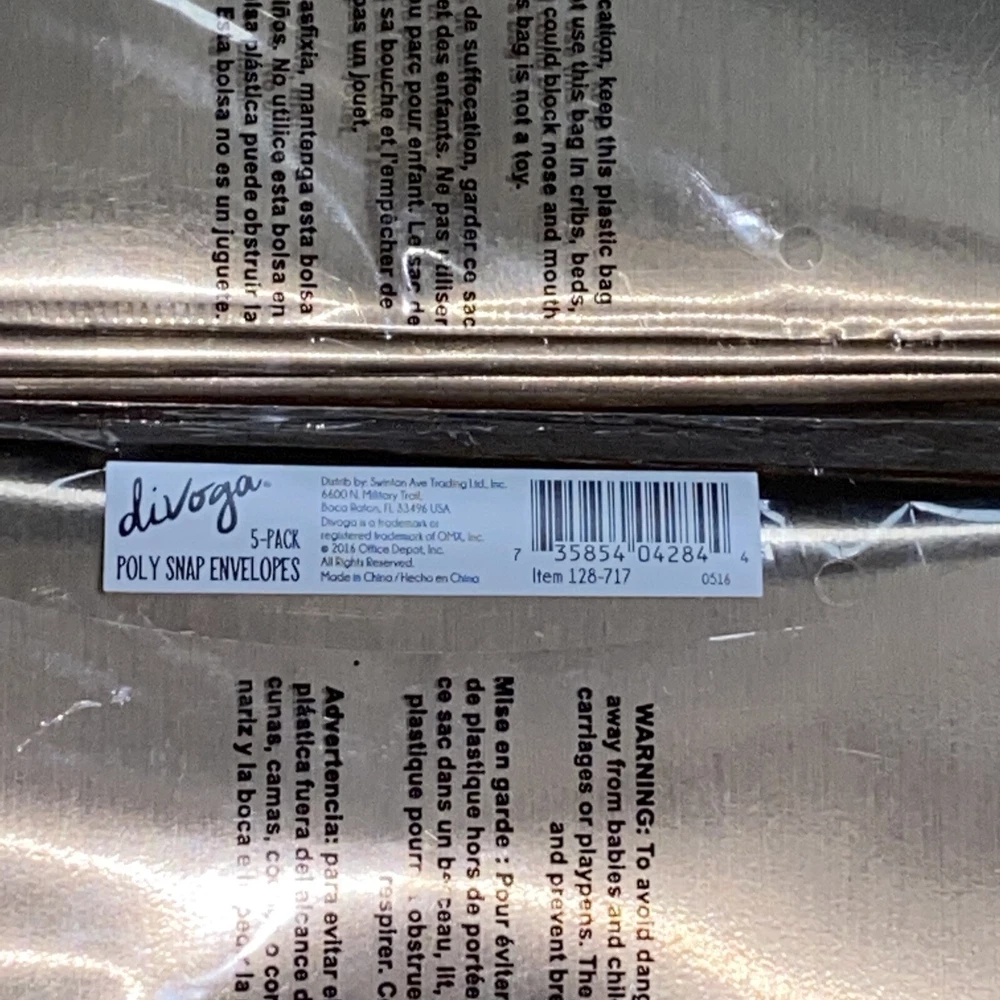 divoga
5-PACK
POLY SNAP ENVELOPES
Distrib by: Swinton Ave Trading Ltd., Inc.
6600 N. Military Trail,
Boca Raton, FL 33496 USA
Divoga is a trademark or
registered trademark of OMX, Inc.
© 2016 Office Depot, Inc.
All Rights Reserved.
Made in China / Hecho en China
7 35854 04284 4
Item 128-717
0516
cation, keep this plastic bag
t use this bag in cribs, beds,
could block nose and mouth
s bag is not a toy.
de suffocation, garder ce sac
et des enfants. Ne pas utiliser
ou parc pour enfant. Le sac de
sa bouche et l'empêcher de
pas un jouet,
asfixia, mantenga esta bolsa
iños. No utilice esta bolsa en
lsa plástica puede obstruir la
Esta bolsa no es un juguete.
WARNING: To avoid dang
away from babies and chil
carriages or playpens. The
and prevent bre
Mise en garde : Pour éviter
de plastique hors de portée
ce sac dans un berceau, lit,
plastique pourr obstrue
respirer. C
Advertencia: para evitar e
plástica fuera del alcance d
cunas, camas, co o cor
nariz y la boca e la